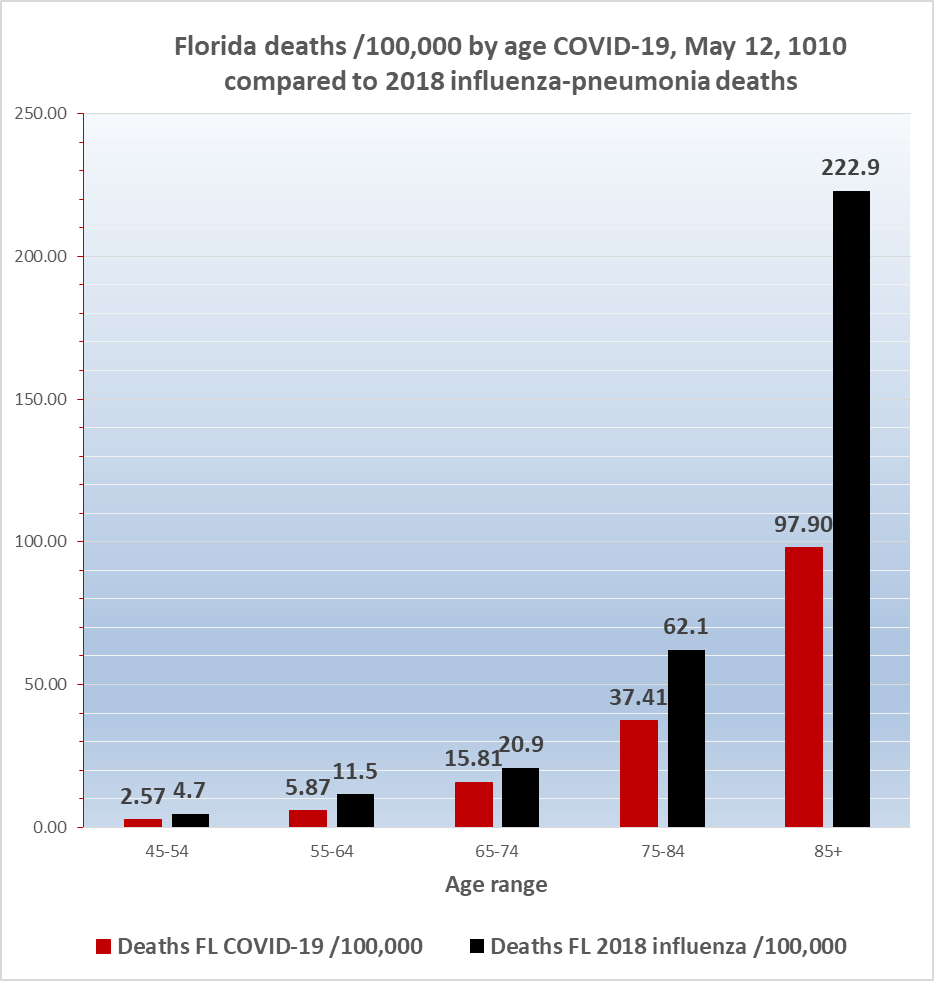 Florida deaths /100,000 by age COVID-19, May 12, 1010
compared to 2018 influenza-pneumonia deaths
250.00
200.00
150.00
100.00
50.00
0.00
2.57 4.7
5.87 11.5
15.81 20.9
37.41 62.1
97.90 222.9
45-54 55-64 65-74 75-84 85+
Age range
Deaths FL COVID-19 /100,000 Deaths FL 2018 influenza /100,000